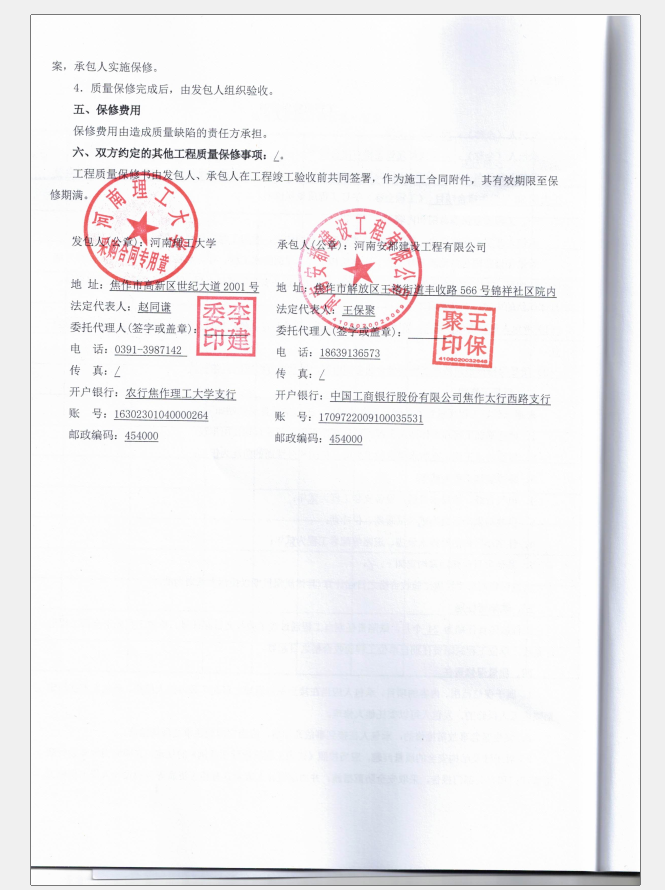 案，承包人实施保修。
4．质量保修完成后，由发包人组织验收。
五、保修费用
保修费用由造成质量缺陷的责任方承担。
六、双方约定的其他工程质量保修事项：/。
工程质量保修书由发包人、承包人在工程竣工验收前共同签署，作为施工合同附件，其有效期限至保
修期满。
河南理工大学
采购合同专用章
河南安都建设工程有限公司
发包人(公章)：河南理工大学
承包人(公章)：河南安都建设工程有限公司
地 址：焦作市高新区世纪大道 2001 号
地 址：焦作市解放区王褚街道丰收路 566 号锦祥社区院内
法定代表人：赵同谦
法定代表人：王保聚
委托代理人(签字或盖章)：
委托代理人(签字或盖章)：
李建委印
王保聚印
电 话：0391-3987142
电 话：18639136573
传 真：/
传 真：/
开户银行：农行焦作理工大学支行
开户银行：中国工商银行股份有限公司焦作太行西路支行
账 号：16302301040000264
账 号：1709722009100035531
邮政编码：454000
邮政编码：454000